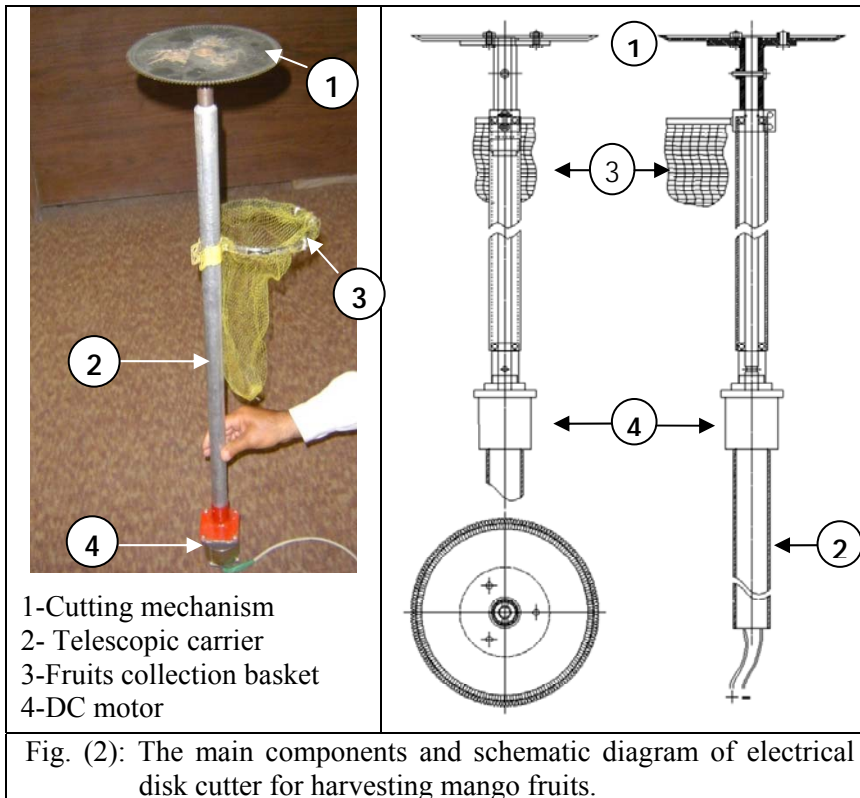 1
2
3
4
1-Cutting mechanism
2- Telescopic carrier
3-Fruits collection basket
4-DC motor
1
3
4
2
+ -
Fig. (2): The main components and schematic diagram of electrical
disk cutter for harvesting mango fruits.